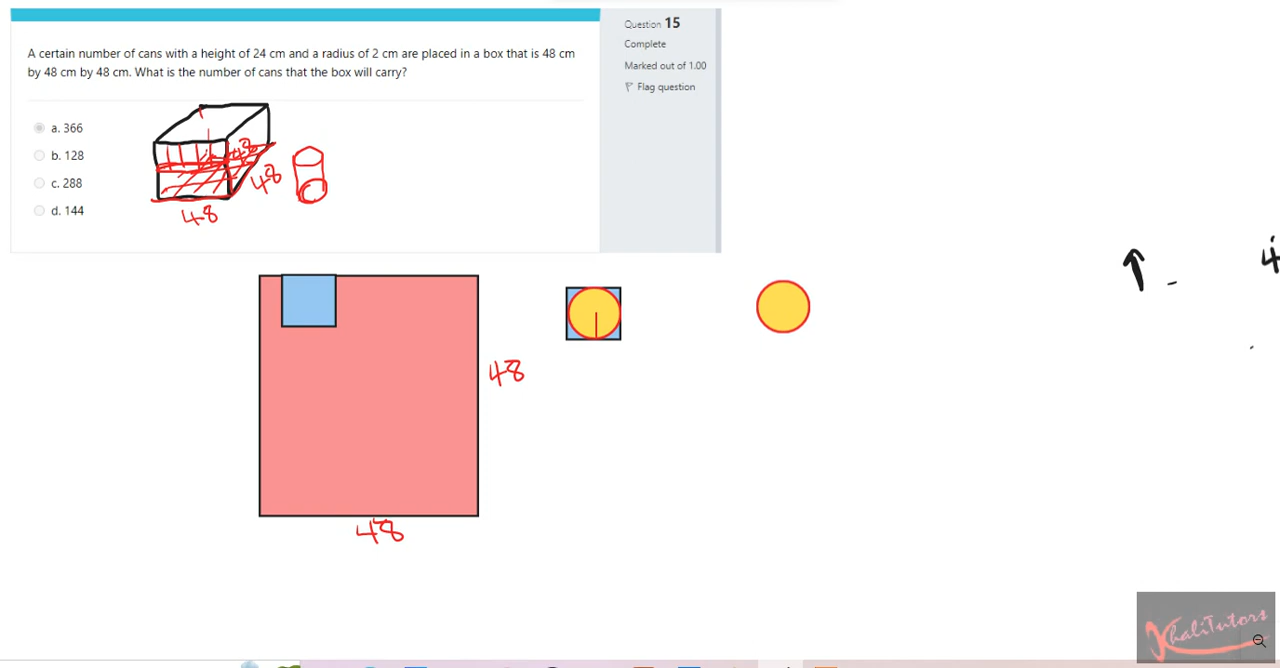 A certain number of cans with a height of 24 cm and a radius of 2 cm are placed in a box that is 48 cm
by 48 cm by 48 cm. What is the number of cans that the box will carry?
a. 366
b. 128
c. 288
d. 144
Question 15
Complete
Marked out of 1.00
Flag question
48
48
48
48
48
4
KhaliTutors